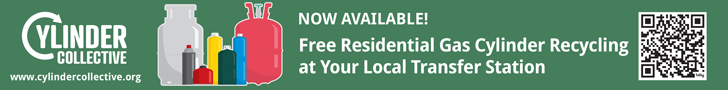 CYLINDER
COLLECTIVE
www.cylindercollective.org
NOW AVAILABLE!
Free Residential Gas Cylinder Recycling
at Your Local Transfer Station